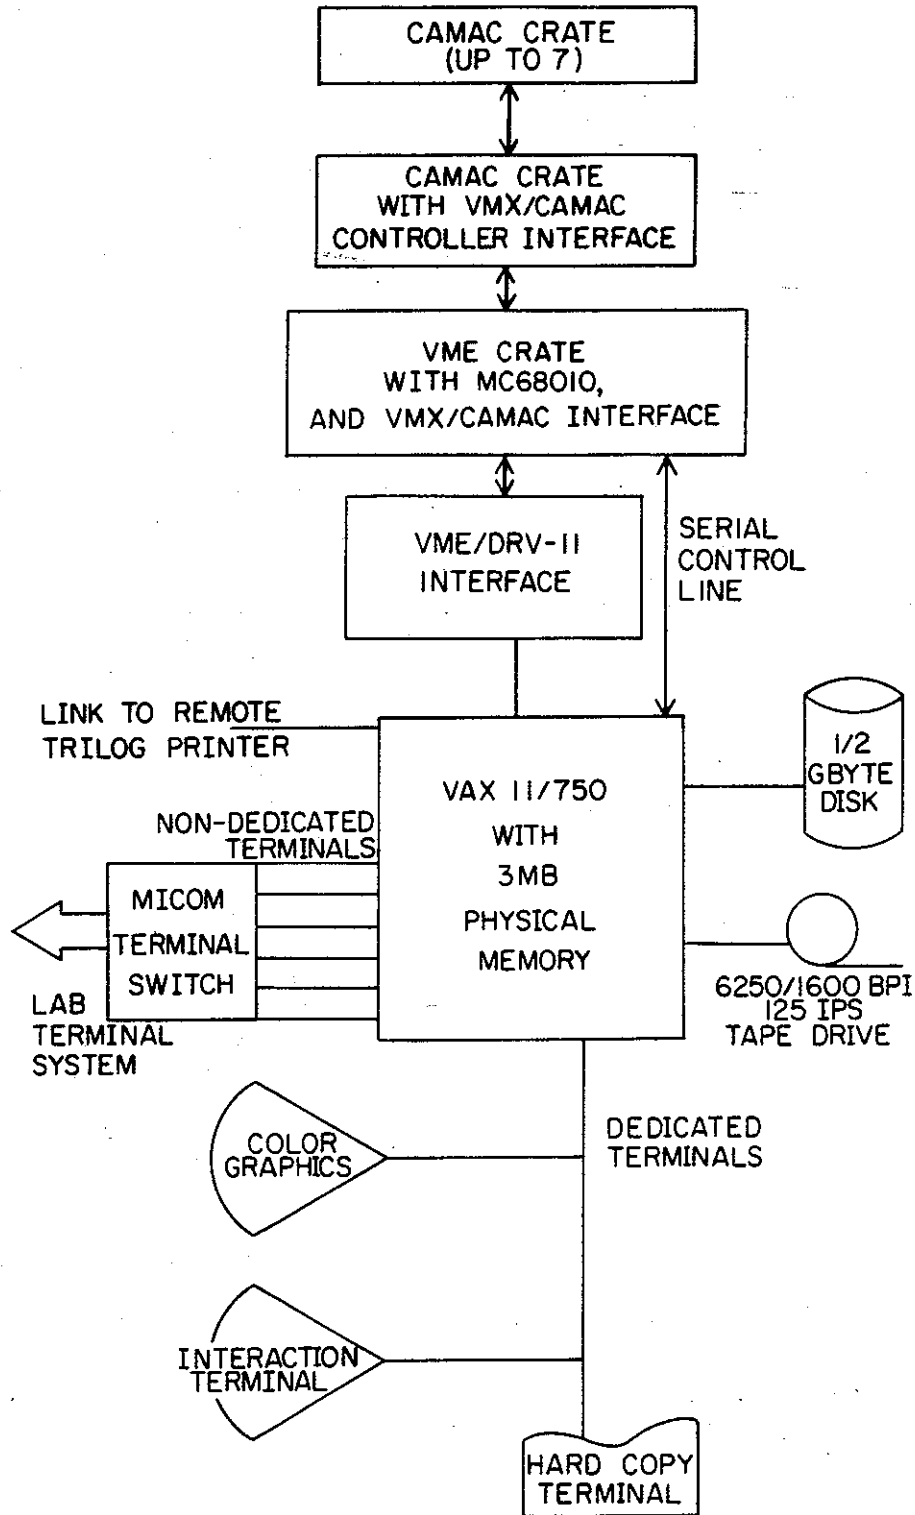 CAMAC CRATE
(UP TO 7)
CAMAC CRATE
WITH VMX/CAMAC
CONTROLLER INTERFACE
VME CRATE
WITH MC68010,
AND VMX/CAMAC INTERFACE
VME/DRV-11
INTERFACE
SERIAL
CONTROL
LINE
LINK TO REMOTE
TRILOG PRINTER
VAX 11/750
WITH
3MB
PHYSICAL
MEMORY
1/2
GBYTE
DISK
NON-DEDICATED
TERMINALS
MICOM
TERMINAL
SWITCH
LAB
TERMINAL
SYSTEM
6250/1600 BPI
125 IPS
TAPE DRIVE
DEDICATED
TERMINALS
COLOR
GRAPHICS
INTERACTION
TERMINAL
HARD COPY
TERMINAL